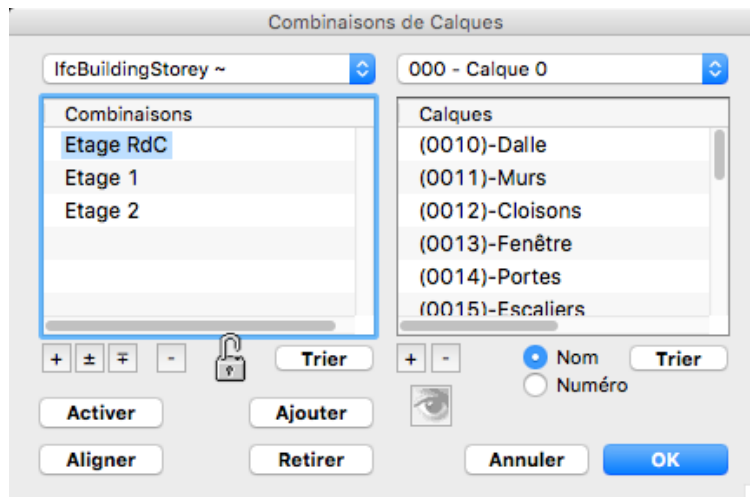 Combinaisons de Calques
IfcBuildingStorey ~
000 - Calque 0
Combinaisons
Etage RdC
Etage 1
Etage 2
Calques
(0010)-Dalle
(0011)-Murs
(0012)-Cloisons
(0013)-Fenêtre
(0014)-Portes
(0015)-Escaliers
+ ± ∓ - Trier
+ - Nom Trier
Numéro
Activer Ajouter
Aligner Retirer
Annuler OK